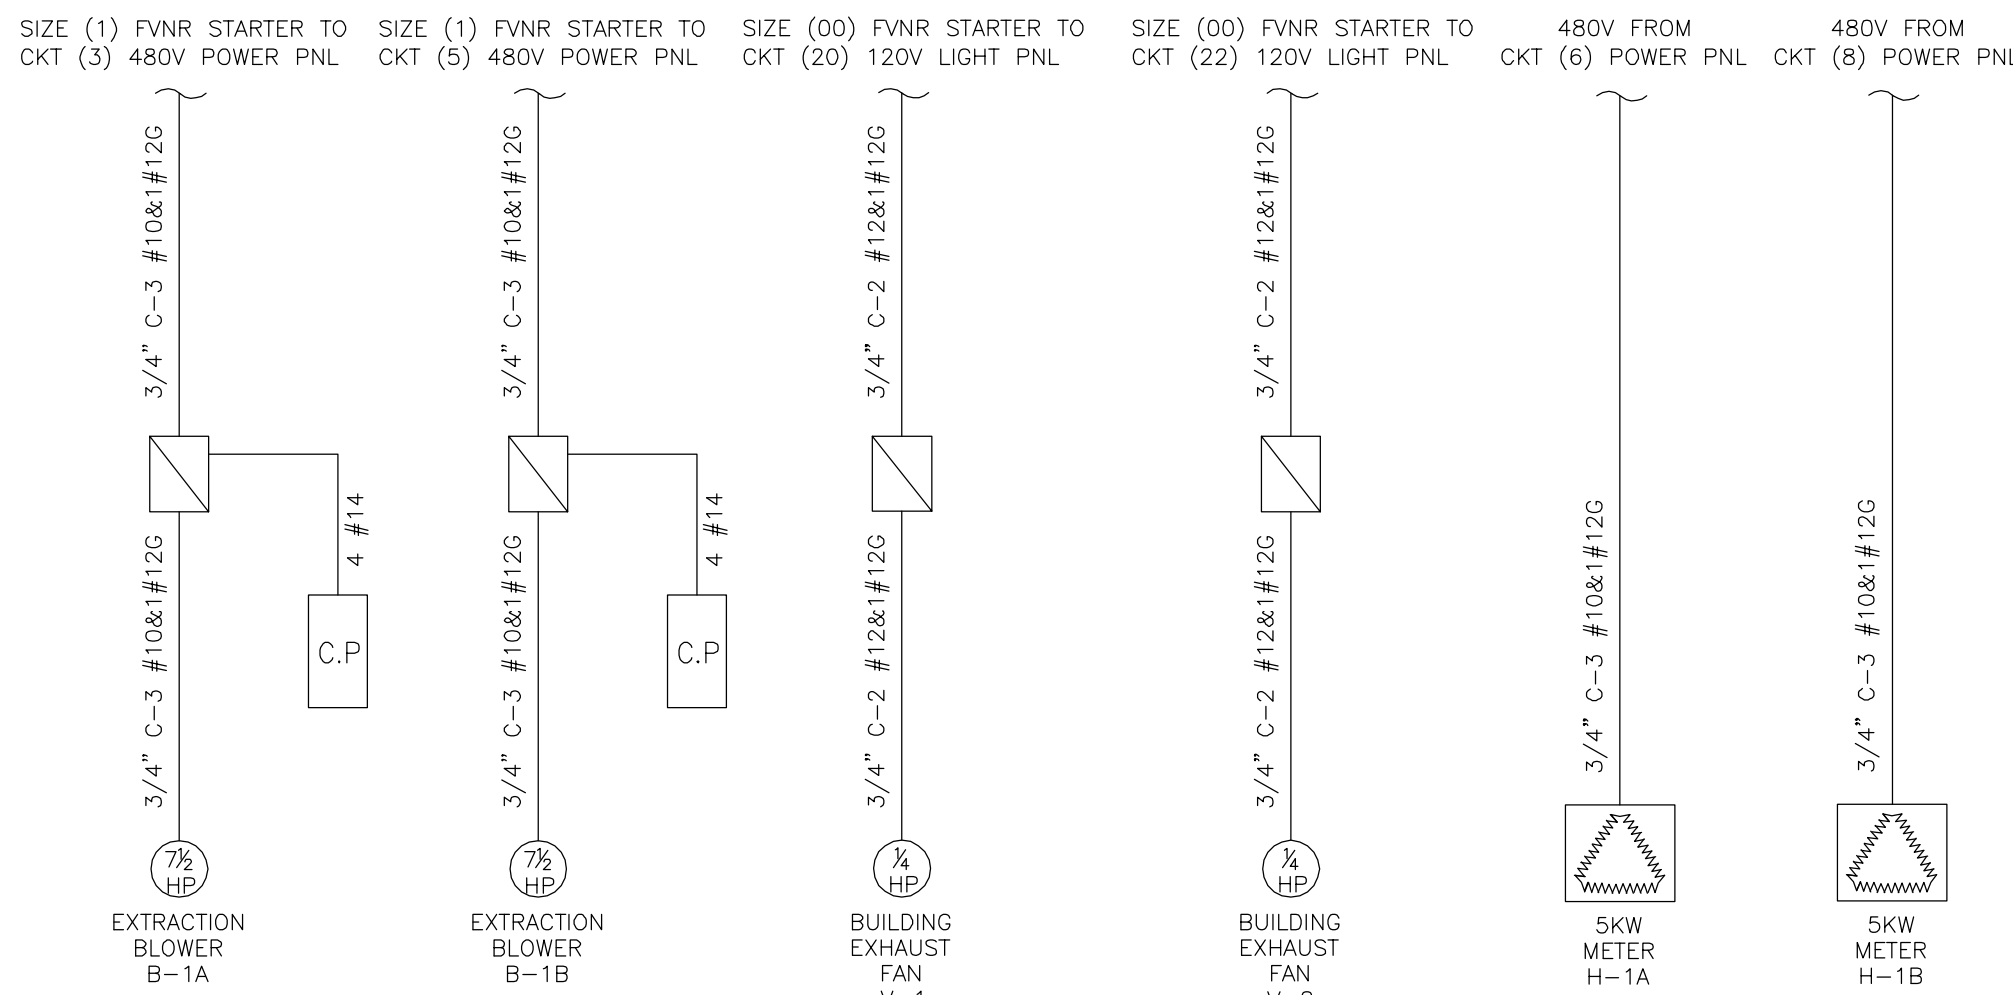 SIZE (1) FVNR STARTER TO
CKT (3) 480V POWER PNL
SIZE (1) FVNR STARTER TO
CKT (5) 480V POWER PNL
SIZE (00) FVNR STARTER TO
CKT (20) 120V LIGHT PNL
SIZE (00) FVNR STARTER TO
CKT (22) 120V LIGHT PNL
480V FROM
CKT (6) POWER PNL
480V FROM
CKT (8) POWER PNL
3/4" C-3 #10&1#12G
3/4" C-3 #10&1#12G
3/4" C-2 #12&1#12G
3/4" C-2 #12&1#12G
4 #14
4 #14
C.P
C.P
3/4" C-3 #10&1#12G
3/4" C-3 #10&1#12G
3/4" C-2 #12&1#12G
3/4" C-2 #12&1#12G
3/4" C-3 #10&1#12G
3/4" C-3 #10&1#12G
7½
HP
7½
HP
¼
HP
¼
HP
EXTRACTION
BLOWER
B-1A
EXTRACTION
BLOWER
B-1B
BUILDING
EXHAUST
FAN
BUILDING
EXHAUST
FAN
5KW
METER
H-1A
5KW
METER
H-1B